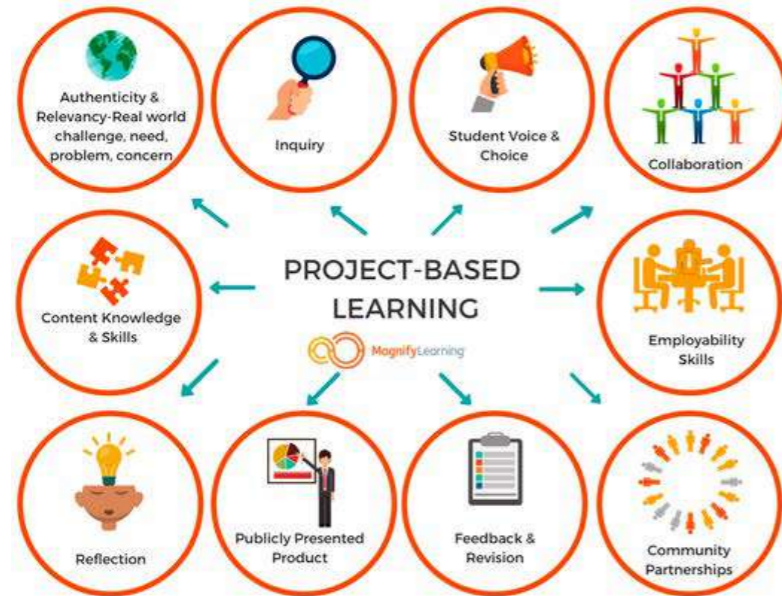 Authenticity &
Relevancy-Real world
challenge, need,
problem, concern
Inquiry
Student Voice &
Choice
Collaboration
Content Knowledge
& Skills
PROJECT-BASED
LEARNING
MagnifyLearning
Employability
Skills
Reflection
Publicly Presented
Product
Feedback &
Revision
Community
Partnerships